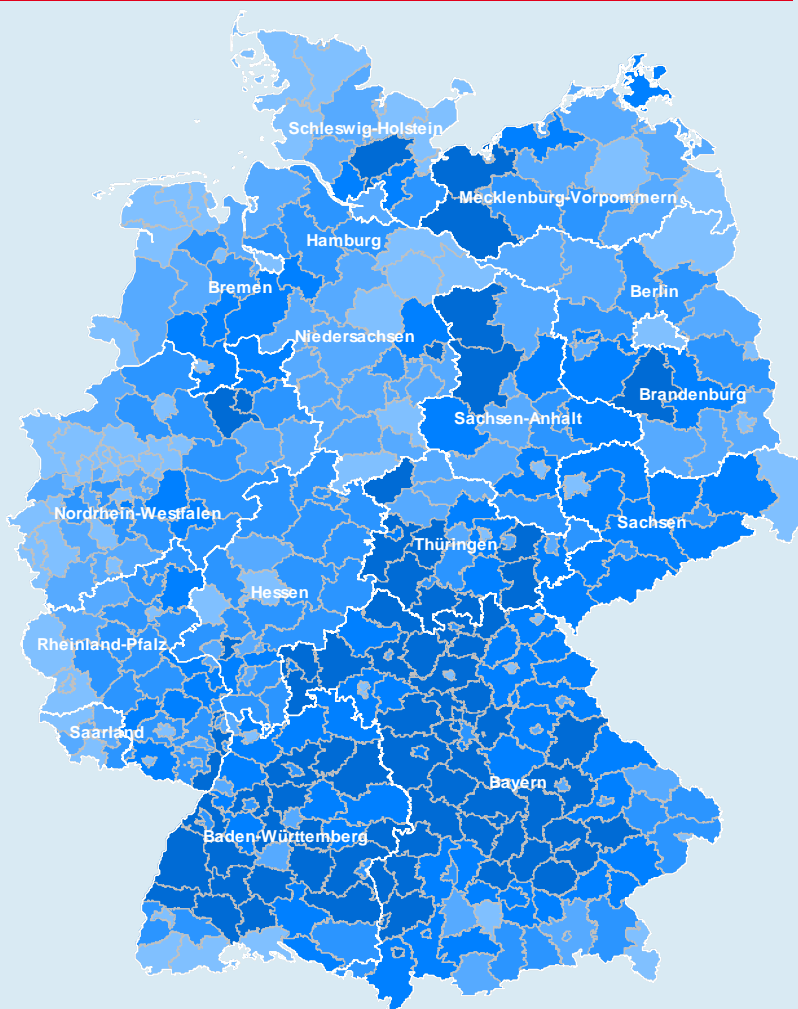 Schleswig-Holstein
Mecklenburg-Vorpommern
Hamburg
Bremen
Berlin
Niedersachsen
Brandenburg
Sachsen-Anhalt
Nordrhein-Westfalen
Sachsen
Thüringen
Hessen
Rheinland-Pfalz
Saarland
Bayern
Baden-Württemberg